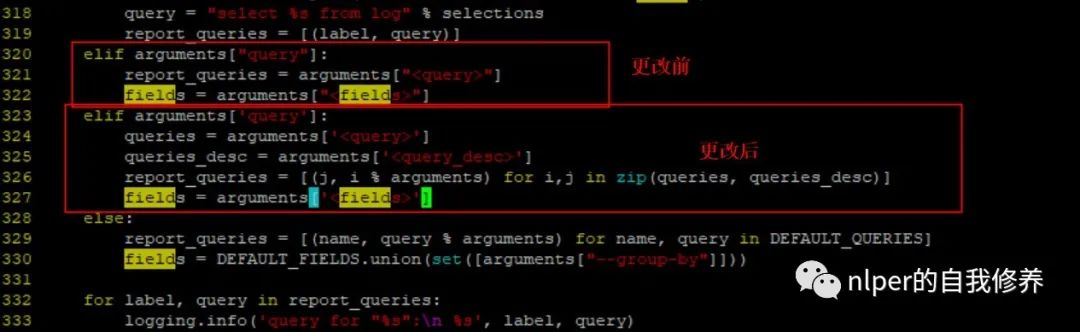 318 query = "select %s from log" % selections
319 report_queries = [(label, query)]
320 elif arguments["query"]:
更改前
321 report_queries = arguments["<query>"]
322 fields = arguments["<fields>"]
323 elif arguments['query']:
324 queries = arguments['<query>']
更改后
325 queries_desc = arguments['<query_desc>']
326 report_queries = [(j, i % arguments) for i,j in zip(queries, queries_desc)]
327 fields = arguments['<fields>']
328 else:
329 report_queries = [(name, query % arguments) for name, query in DEFAULT_QUERIES]
330 fields = DEFAULT_FIELDS.union(set([arguments["--group-by"]]))
331
332 for label, query in report_queries:
333 logging.info('query for "%s":\n %s', label, query)
nlper的自我修养